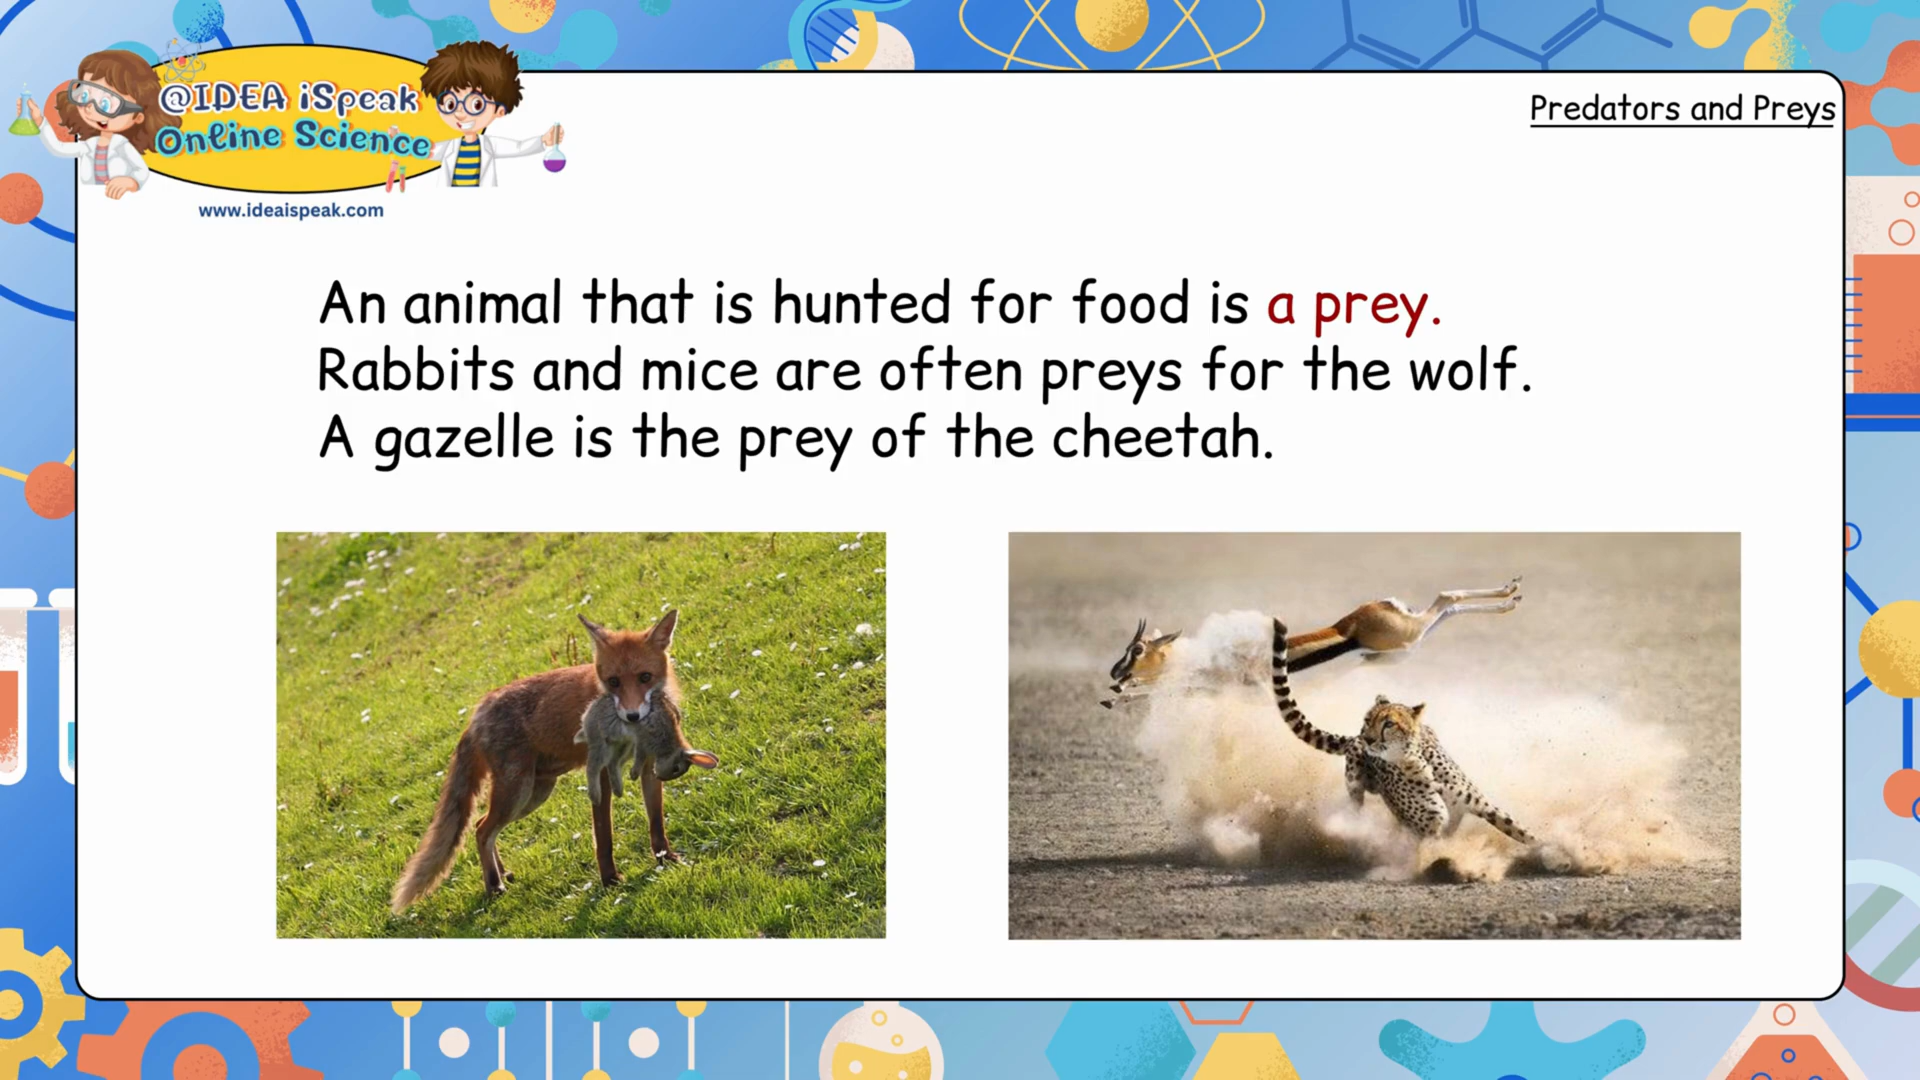 @IDEA iSpeak
Online Science
www.ideaispeak.com
Predators and Preys
An animal that is hunted for food is a prey.
Rabbits and mice are often preys for the wolf.
A gazelle is the prey of the cheetah.